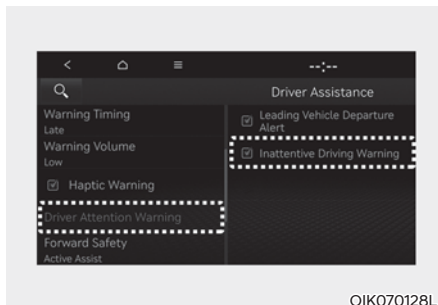 --:--
Driver Assistance
Warning Timing
Late
Warning Volume
Low
Haptic Warning
Driver Attention Warning
Forward Safety
Active Assist
Leading Vehicle Departure
Alert
Inattentive Driving Warning
OIK070128L